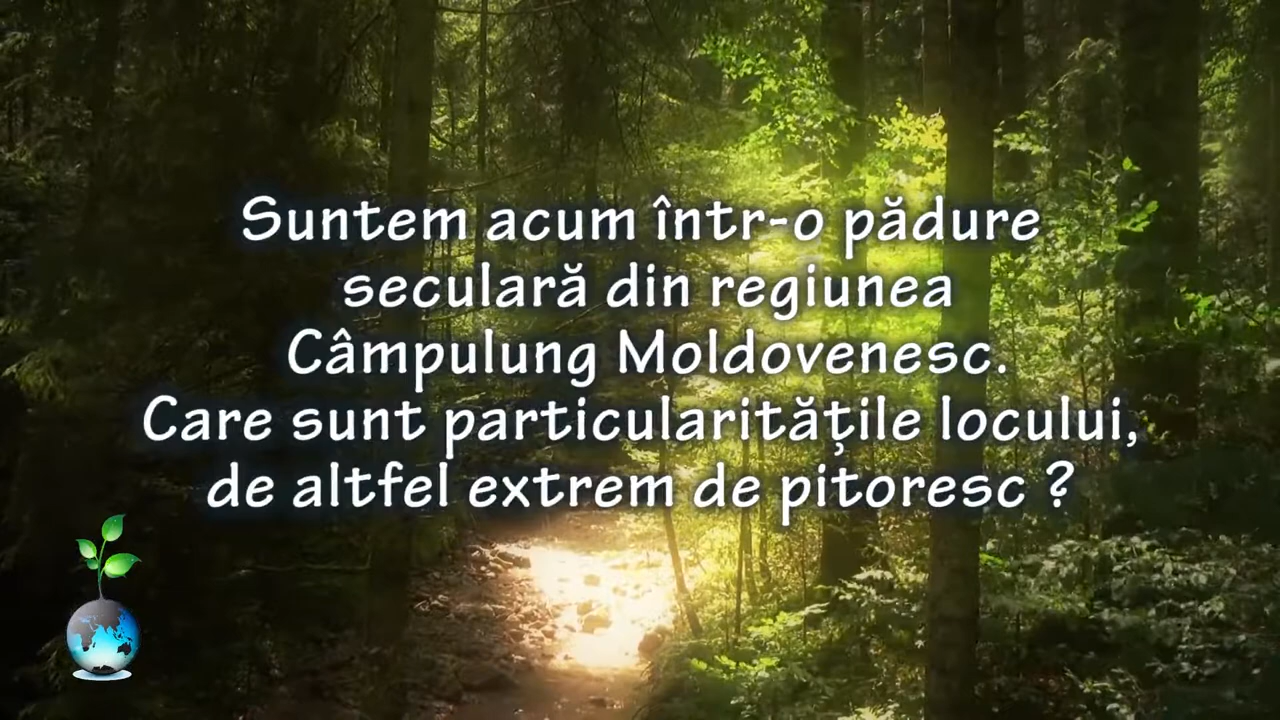 Suntem acum într-o pădure
seculară din regiunea
Câmpulung Moldovenesc.
Care sunt particularitățile locului,
de altfel extrem de pitoresc ?